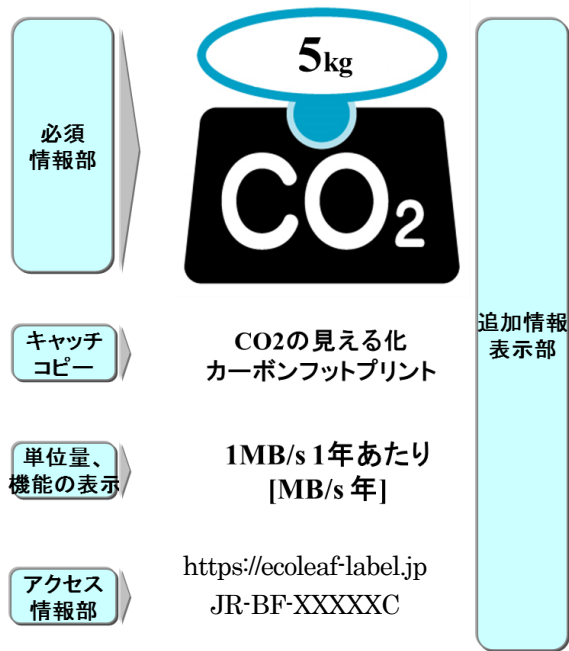 5kg
必須
情報部
CO2
キャッチ
コピー
CO2の見える化
カーボンフットプリント
単位量、
機能の表示
1MB/s 1年あたり
[MB/s 年]
アクセス
情報部
https://ecoleaf-label.jp
JR-BF-XXXXXC
追加情報
表示部